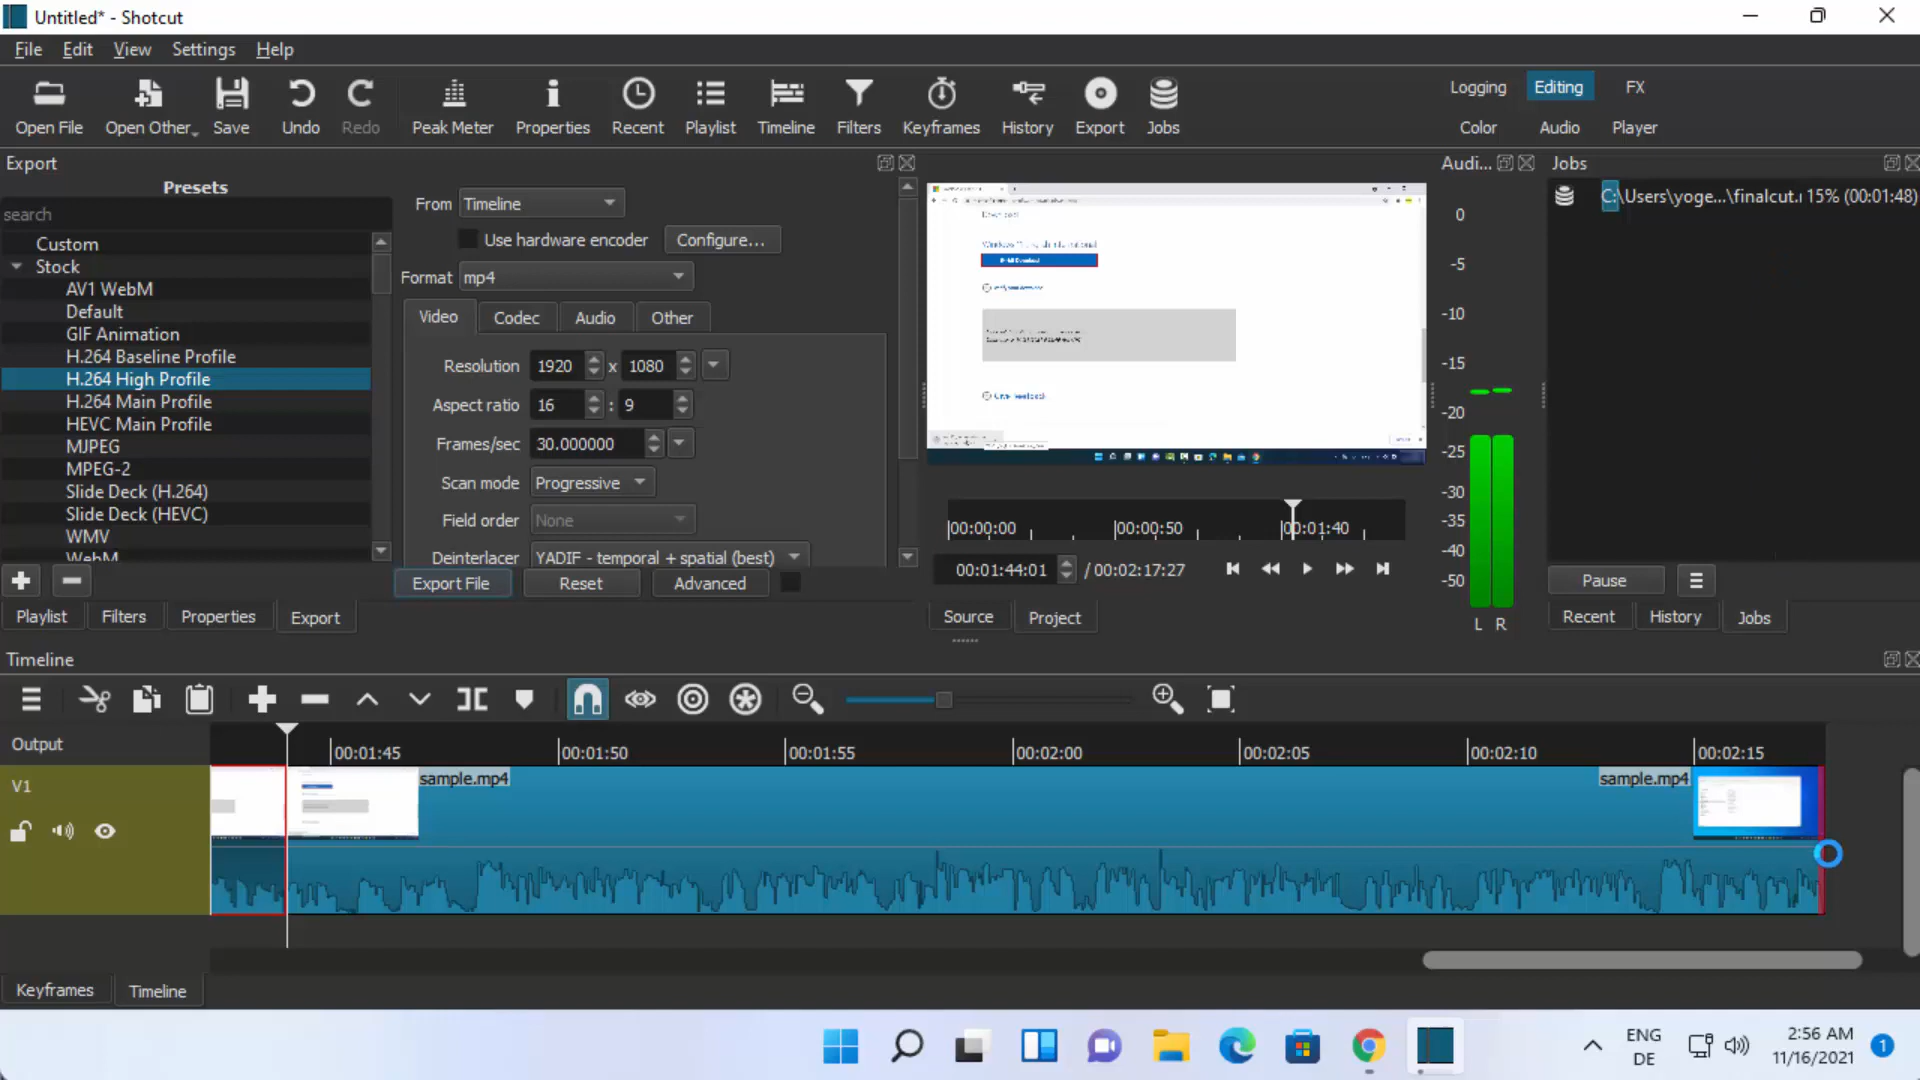 Untitled* - Shotcut
File Edit View Settings Help
Open File Open Other Save Undo Redo Peak Meter Properties Recent Playlist Timeline Filters Keyframes History Export Jobs
Logging Editing FX
Color Audio Player
Export
Presets
search
Custom
Stock
AV1 WebM
Default
GIF Animation
H.264 Baseline Profile
H.264 High Profile
H.264 Main Profile
HEVC Main Profile
MJPEG
MPEG-2
Slide Deck (H.264)
Slide Deck (HEVC)
WMV
WebM
From Timeline
Use hardware encoder Configure...
Format mp4
Video Codec Audio Other
Resolution 1920 x 1080
Aspect ratio 16 : 9
Frames/sec 30.000000
Scan mode Progressive
Field order None
Deinterlacer YADIF - temporal + spatial (best)
Export File Reset Advanced
Playlist Filters Properties Export
00:00:00 00:00:50 00:01:40
00:01:44:01 / 00:02:17:27
Source Project
Audi...
0
-5
-10
-15
-20
-25
-30
-35
-40
-50
L R
Jobs
C:\Users\yoge...\finalcut.ı 15% (00:01:48)
Pause
Recent History Jobs
Timeline
Output
00:01:45 00:01:50 00:01:55 00:02:00 00:02:05 00:02:10 00:02:15
V1
sample.mp4 sample.mp4
Keyframes Timeline
ENG
DE
2:56 AM
11/16/2021
1